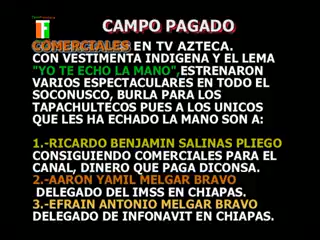 TF
CAMPO PAGADO
COMERCIALES EN TV AZTECA.
CON VESTIMENTA INDIGENA Y EL LEMA
"YO TE ECHO LA MANO",ESTRENARON
VARIOS ESPECTACULARES EN TODO EL
SOCONUSCO, BURLA PARA LOS
TAPACHULTECOS PUES A LOS UNICOS
QUE LES HA ECHADO LA MANO SON A:
1.-RICARDO BENJAMIN SALINAS PLIEGO
CONSIGUIENDO COMERCIALES PARA EL
CANAL, DINERO QUE PAGA DICONSA.
2.-AARON YAMIL MELGAR BRAVO
DELEGADO DEL IMSS EN CHIAPAS.
3.-EFRAIN ANTONIO MELGAR BRAVO
DELEGADO DE INFONAVIT EN CHIAPAS.